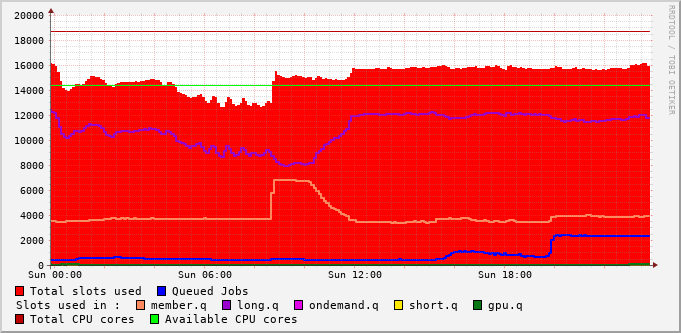 20000
18000
16000
14000
12000
10000
8000
6000
4000
2000
0
Sun 00:00 Sun 06:00 Sun 12:00 Sun 18:00
Total slots used Queued Jobs
Slots used in : member.q long.q ondemand.q short.q gpu.q
Total CPU cores Available CPU cores
RRDTOOL / TOBI OETIKER